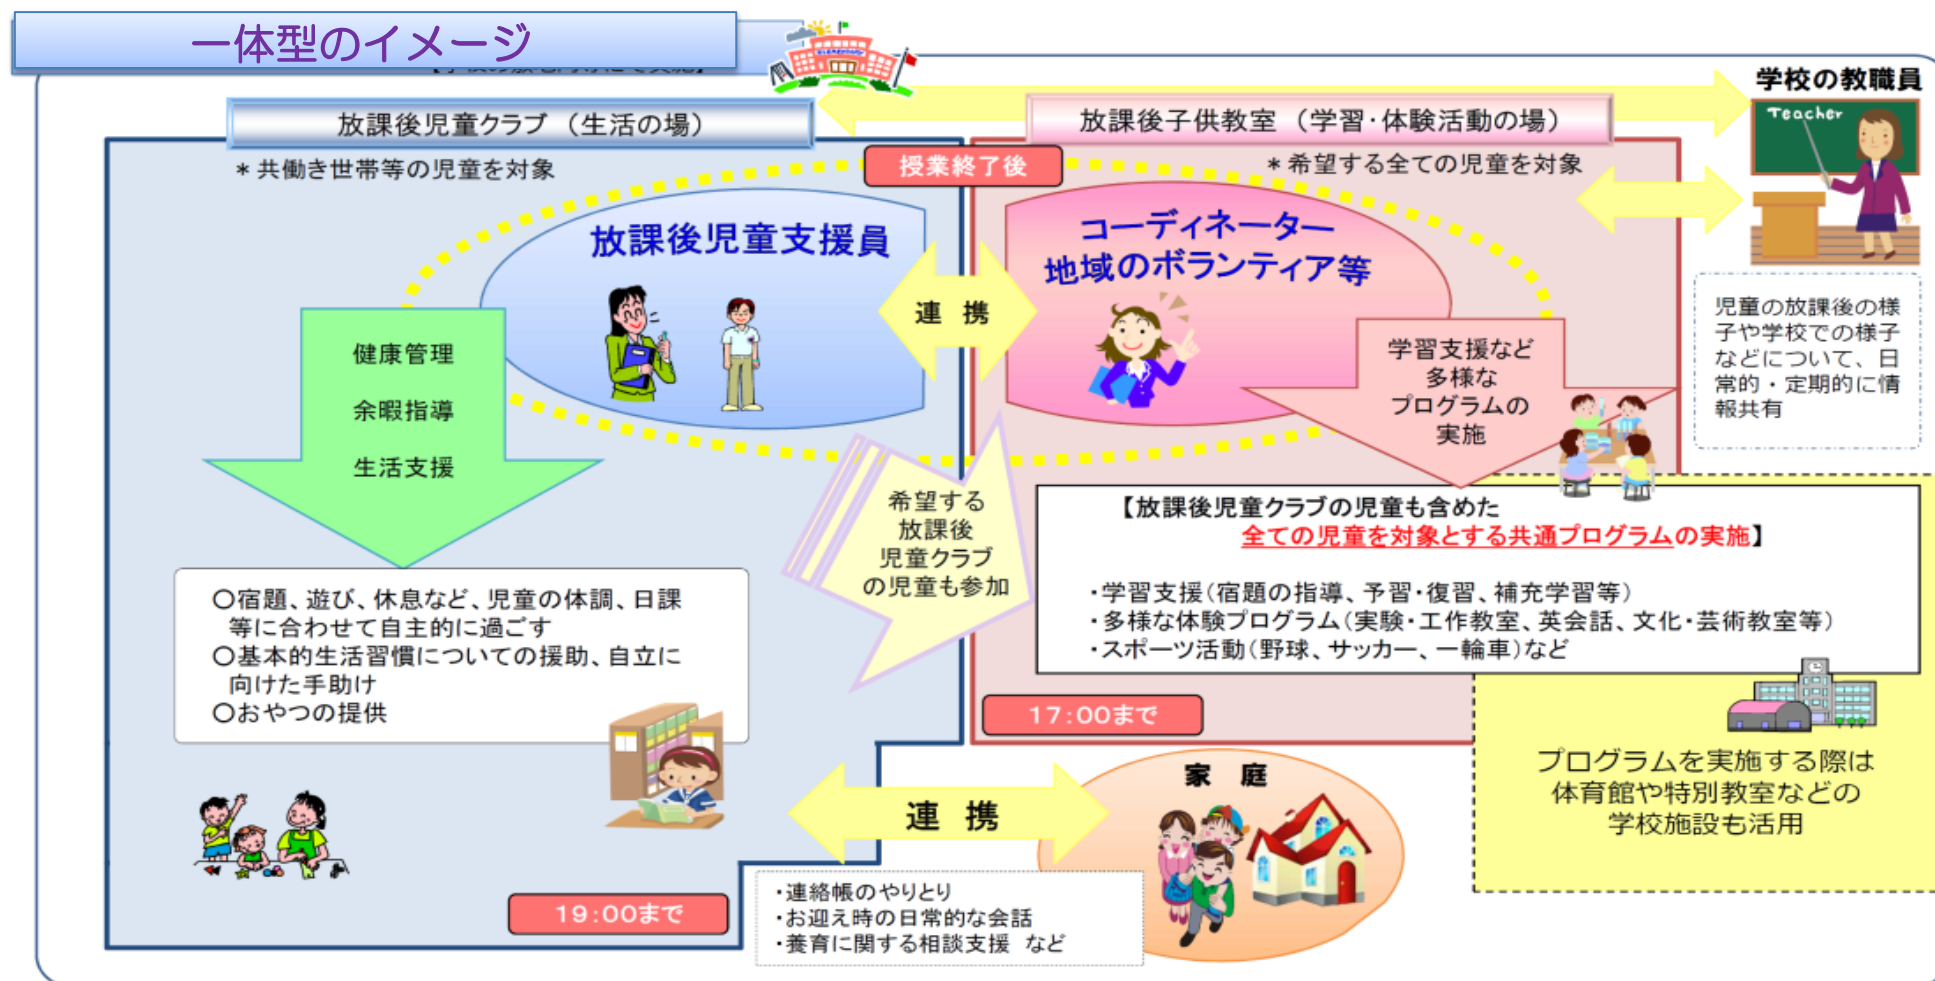 一体型のイメージ
放課後児童クラブ （生活の場）
＊共働き世帯等の児童を対象
放課後子供教室 （学習・体験活動の場）
＊希望する全ての児童を対象
授業終了後
学校の教職員
Teacher
児童の放課後の様
子や学校での様子
などについて、日
常的・定期的に情
報共有
放課後児童支援員
連 携
コーディネーター
地域のボランティア等
健康管理
余暇指導
生活支援
学習支援など
多様な
プログラムの
実施
希望する
放課後
児童クラブ
の児童も参加
【放課後児童クラブの児童も含めた
全ての児童を対象とする共通プログラムの実施】
・学習支援（宿題の指導、予習・復習、補充学習等）
・多様な体験プログラム（実験・工作教室、英会話、文化・芸術教室等）
・スポーツ活動（野球、サッカー、一輪車）など
○宿題、遊び、休息など、児童の体調、日課
等に合わせて自主的に過ごす
○基本的生活習慣についての援助、自立に
向けた手助け
○おやつの提供
17：00まで
プログラムを実施する際は
体育館や特別教室などの
学校施設も活用
家 庭
連 携
19：00まで
・連絡帳のやりとり
・お迎え時の日常的な会話
・養育に関する相談支援 など